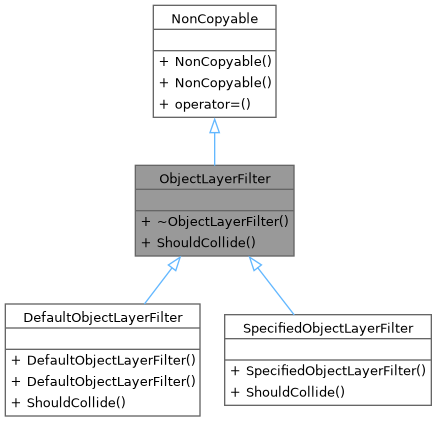 NonCopyable
+ NonCopyable()
+ NonCopyable()
+ operator=()
ObjectLayerFilter
+ ~ObjectLayerFilter()
+ ShouldCollide()
DefaultObjectLayerFilter
+ DefaultObjectLayerFilter()
+ DefaultObjectLayerFilter()
+ ShouldCollide()
SpecifiedObjectLayerFilter
+ SpecifiedObjectLayerFilter()
+ ShouldCollide()